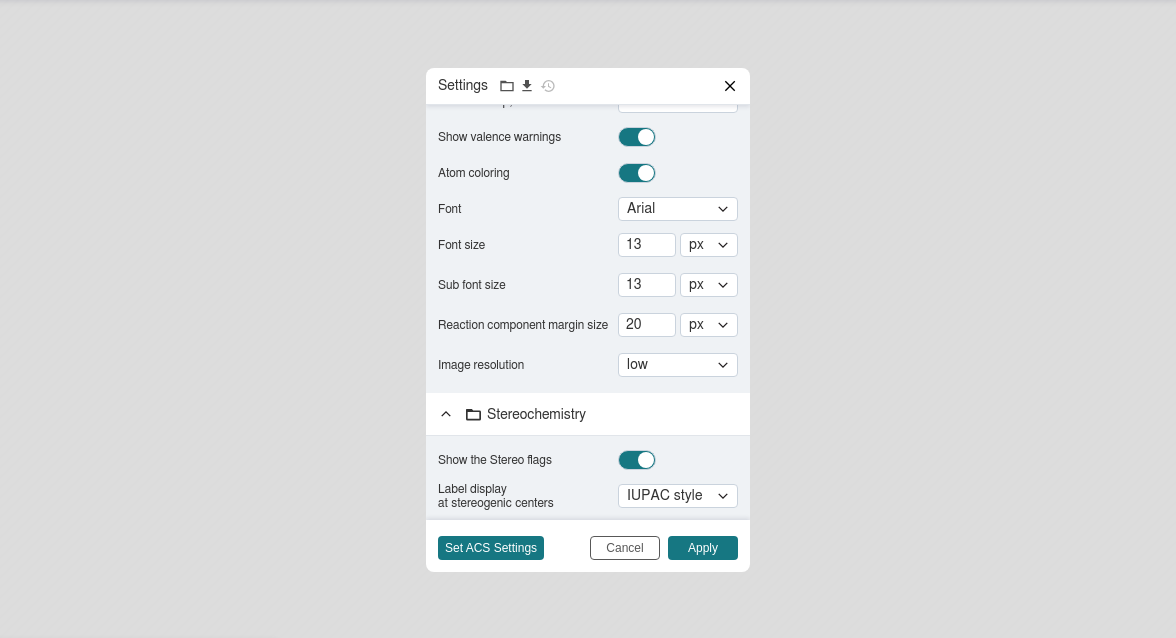 Settings
Show valence warnings
Atom coloring
Font Arial
Font size 13 px
Sub font size 13 px
Reaction component margin size 20 px
Image resolution low
Stereochemistry
Show the Stereo flags
Label display
at stereogenic centers IUPAC style
Set ACS Settings Cancel Apply